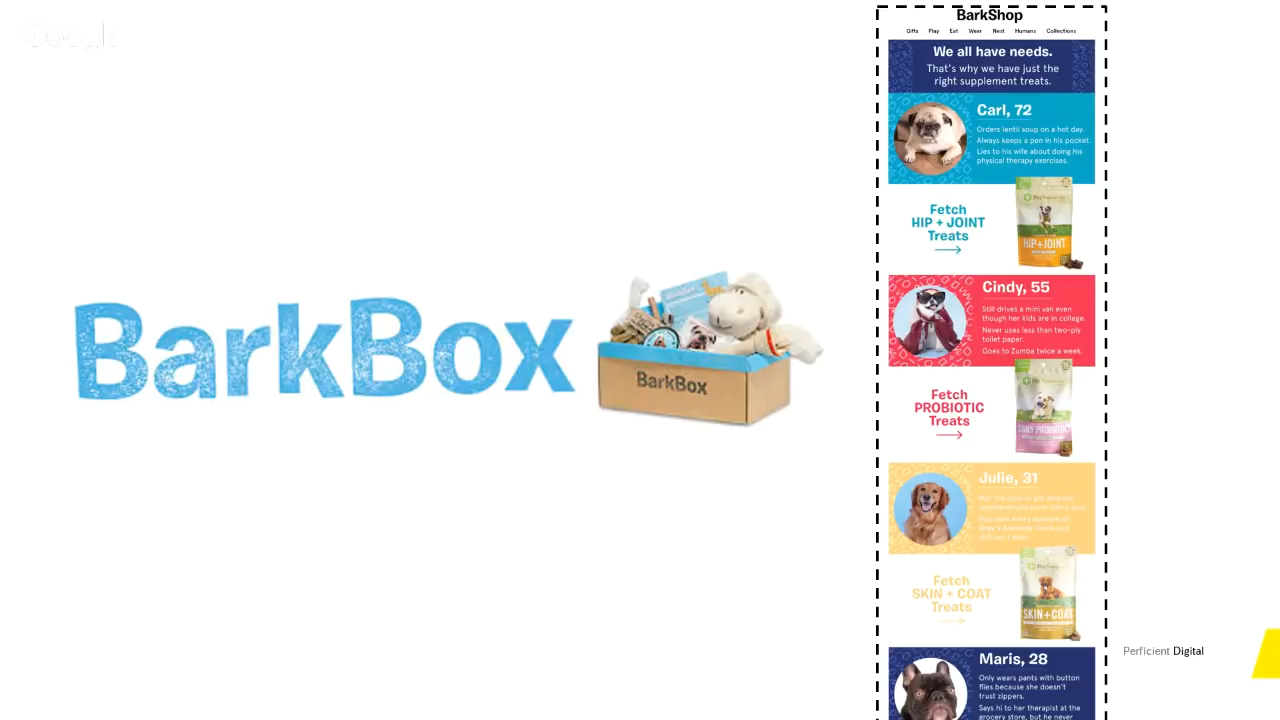 Google
BarkBox
BarkBox
BarkShop
Gifts Play Eat Wear Nest Humans Collections
We all have needs.
That's why we have just the
right supplement treats.
Carl, 72
Orders lentil soup on a hot day.
Always keeps a pen in his pocket.
Lies to his wife about doing his
physical therapy exercises.
Fetch
HIP + JOINT
Treats
HIP+JOINT
Cindy, 55
Still drives a mini van even
though her kids are in college.
Never uses less than two-ply
toilet paper.
Goes to Zumba twice a week.
Fetch
PROBIOTIC
Treats
DAILY PROBIOTIC
Julie, 31
Fetch
SKIN + COAT
Treats
SKIN+COAT
Maris, 28
Only wears pants with button
flies because she doesn't
trust zippers.
Says hi to her therapist at the
grocery store, but he never
Perficient Digital